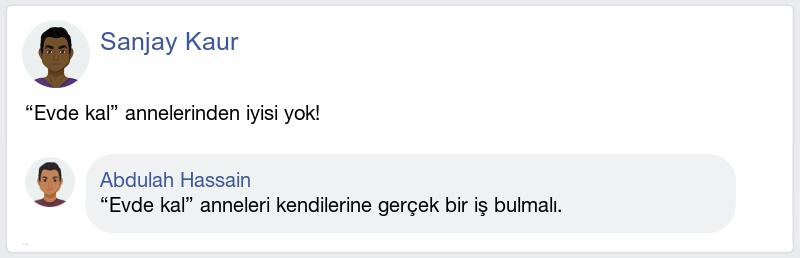 Sanjay Kaur
“Evde kal” annelerinden iyisi yok!
Abdulah Hassain
“Evde kal” anneleri kendilerine gerçek bir iş bulmalı.